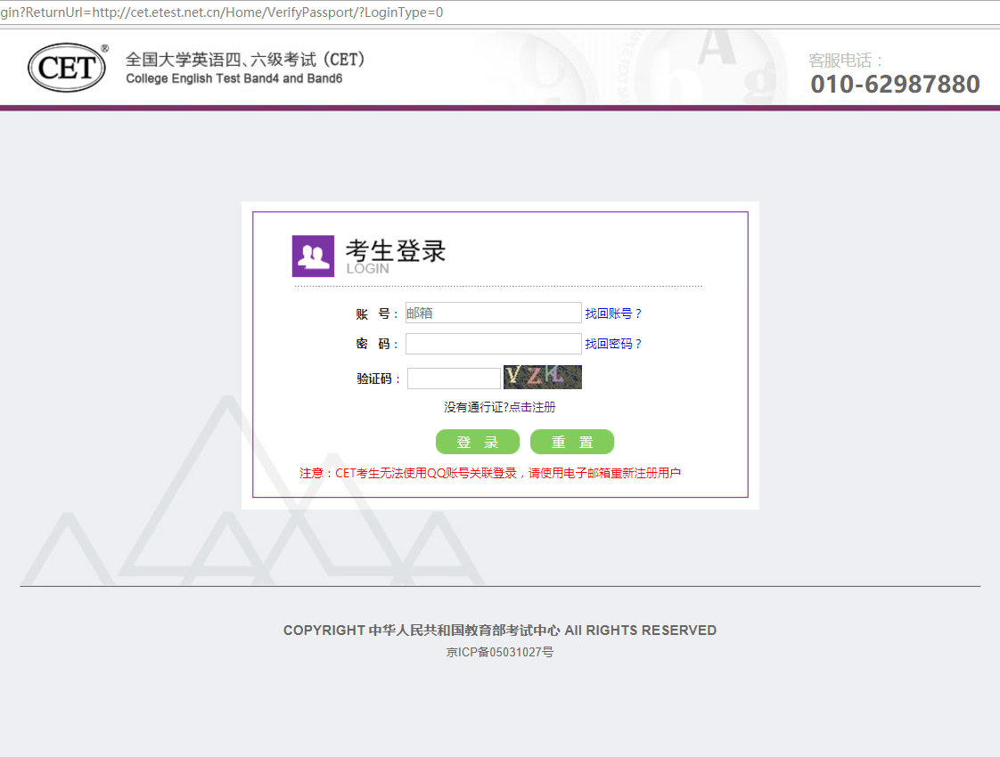 gin?ReturnUrl=http://cet.etest.net.cn/Home/VerifyPassport/?LoginType=0
CET®
全国大学英语四、六级考试（CET）
College English Test Band4 and Band6
客服电话：
010-62987880
考生登录
LOGIN
账 号： 邮箱 找回账号？
密 码： 找回密码？
验证码： VZKL
没有通行证?点击注册
登 录 重 置
注意：CET考生无法使用QQ账号关联登录，请使用电子邮箱重新注册用户
COPYRIGHT 中华人民共和国教育部考试中心 All RIGHTS RESERVED
京ICP备05031027号